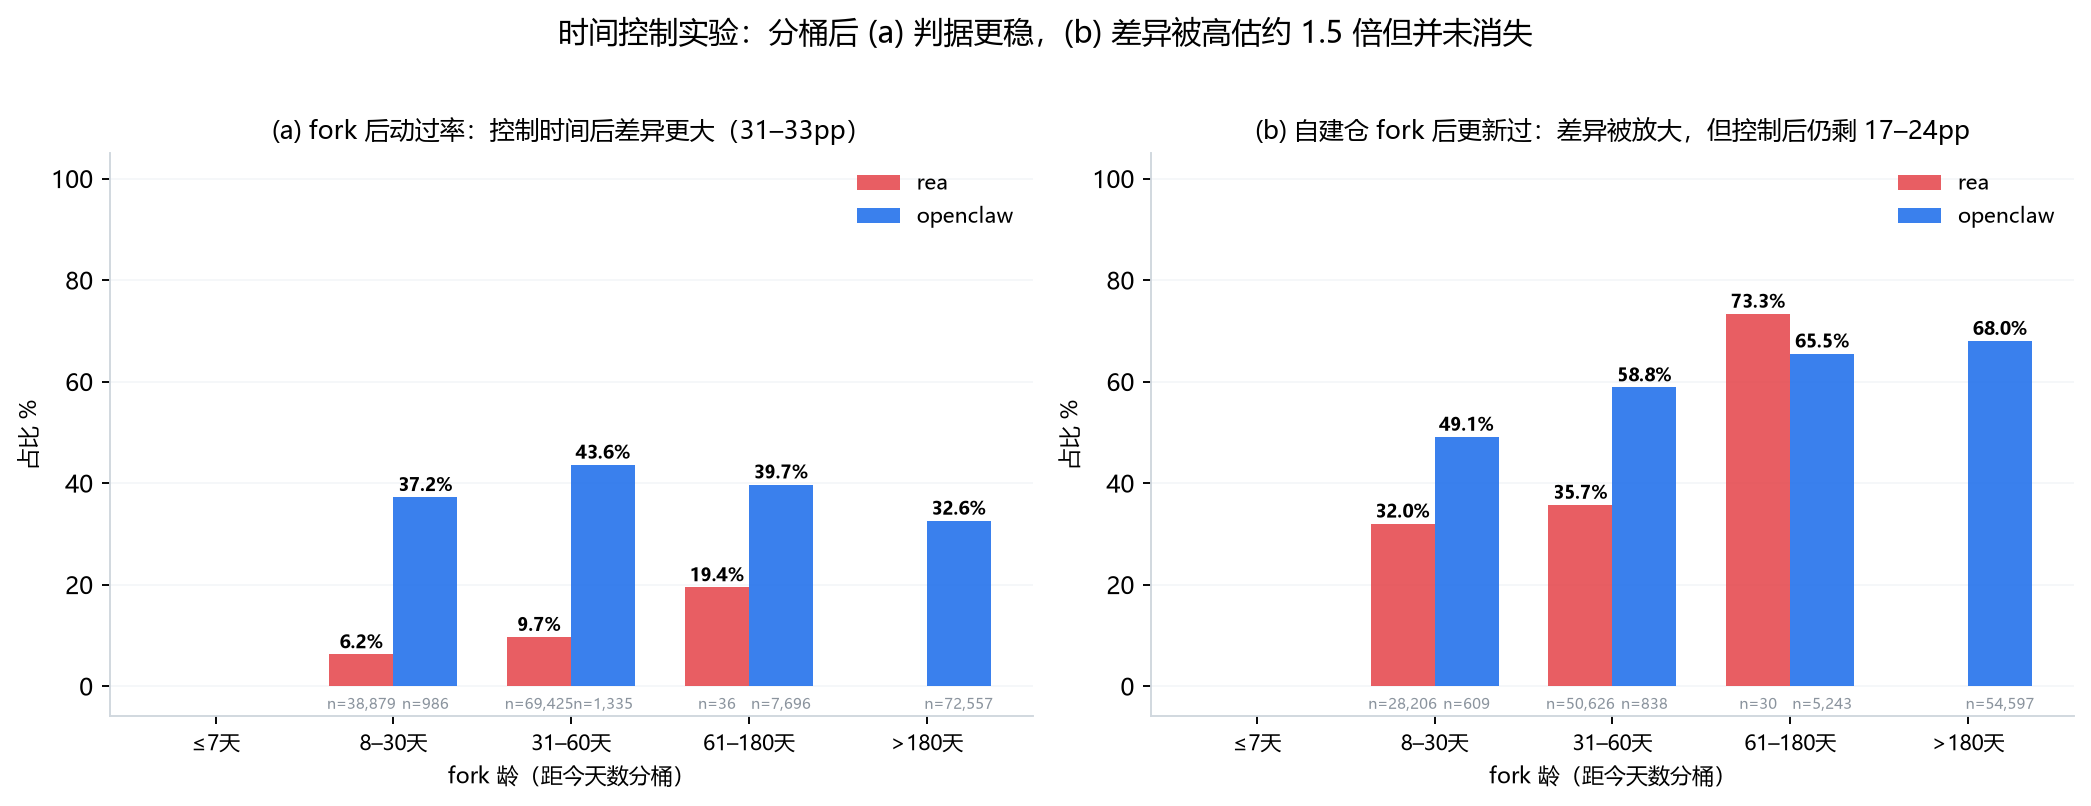 时间控制实验：分桶后 (a) 判据更稳，(b) 差异被高估约 1.5 倍但并未消失
(a) fork 后动过率：控制时间后差异更大（31–33pp）
100
80
60
40
20
0
占比 %
rea
openclaw
6.2%
37.2%
9.7%
43.6%
19.4%
39.7%
32.6%
n=38,879 n=986
n=69,425 n=1,335
n=36 n=7,696
n=72,557
≤7天
8–30天
31–60天
61–180天
>180天
fork 龄（距今天数分桶）
(b) 自建仓 fork 后更新过：差异被放大，但控制后仍剩 17–24pp
100
80
60
40
20
0
占比 %
rea
openclaw
32.0%
49.1%
35.7%
58.8%
73.3%
65.5%
68.0%
n=28,206 n=609
n=50,626 n=838
n=30 n=5,243
n=54,597
≤7天
8–30天
31–60天
61–180天
>180天
fork 龄（距今天数分桶）